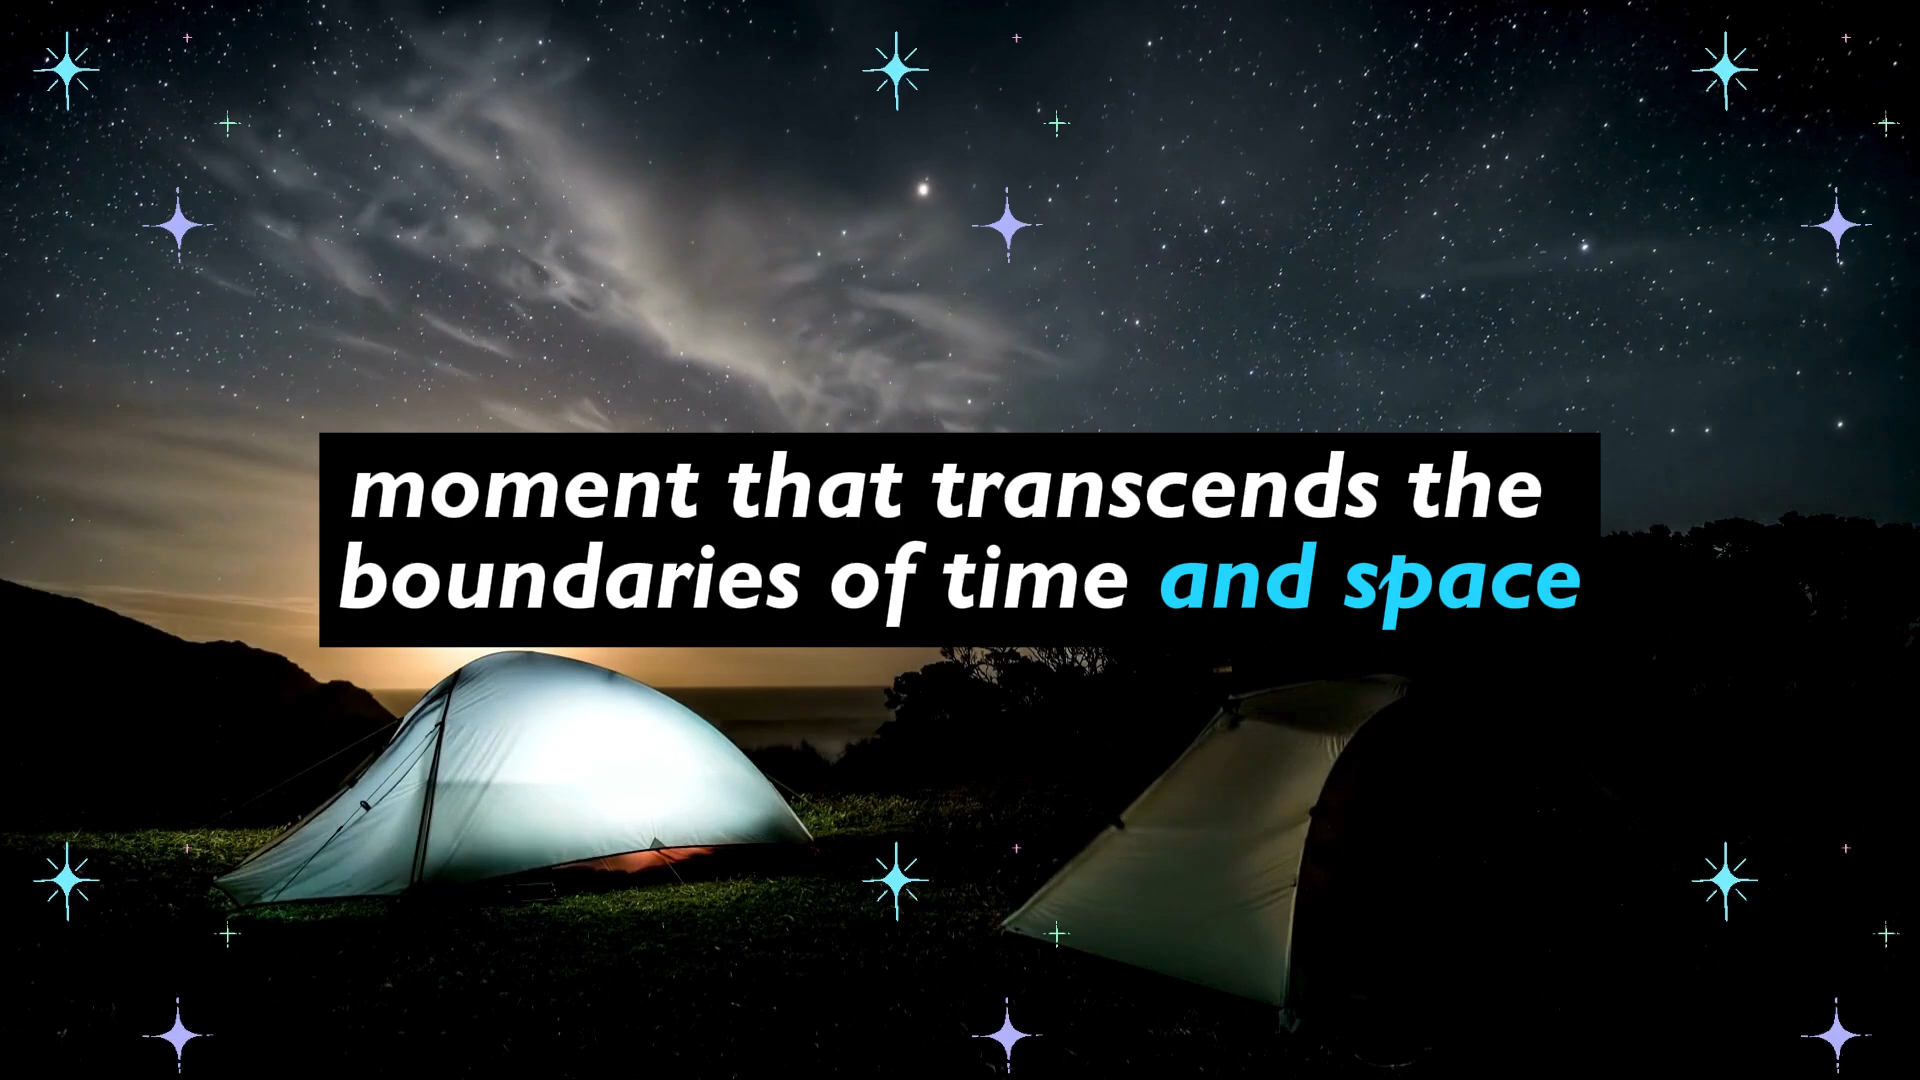 moment that transcends the
boundaries of time and space